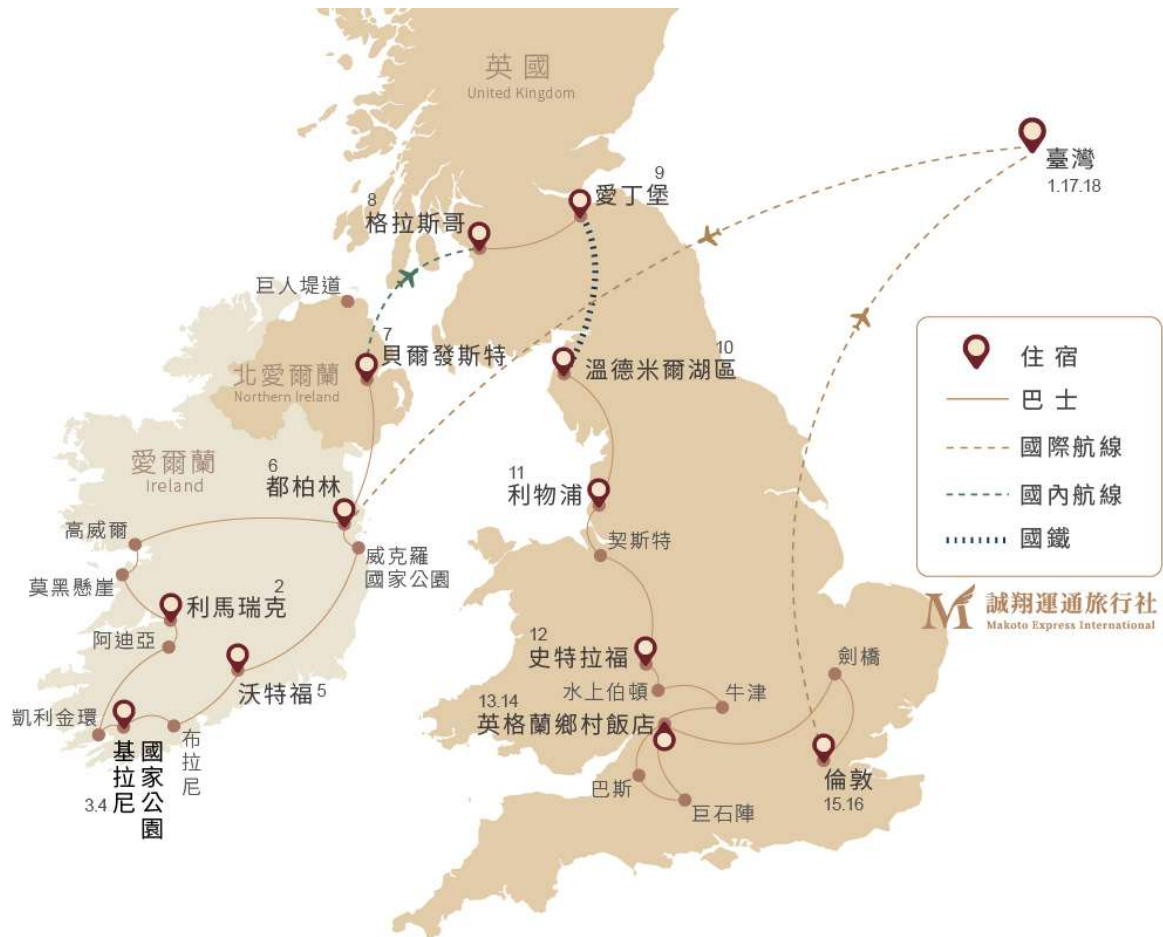 英國
United Kingdom
臺灣
1.17.18
9
愛丁堡
8
格拉斯哥
巨人堤道
7
貝爾發斯特
北愛爾蘭
Northern Ireland
10
溫德米爾湖區
愛爾蘭
Ireland
6
都柏林
11
利物浦
高威爾
威克羅
國家公園
契斯特
莫黑懸崖
2
利馬瑞克
阿迪亞
沃特福 5
凱利金環
布拉尼
基拉尼
國家公園
3.4
12
史特拉福
水上伯頓
牛津
劍橋
13.14
英格蘭鄉村飯店
巴斯
巨石陣
倫敦
15.16
住宿
巴士
國際航線
國內航線
國鐵
M 誠翔運通旅行社
Makoto Express International